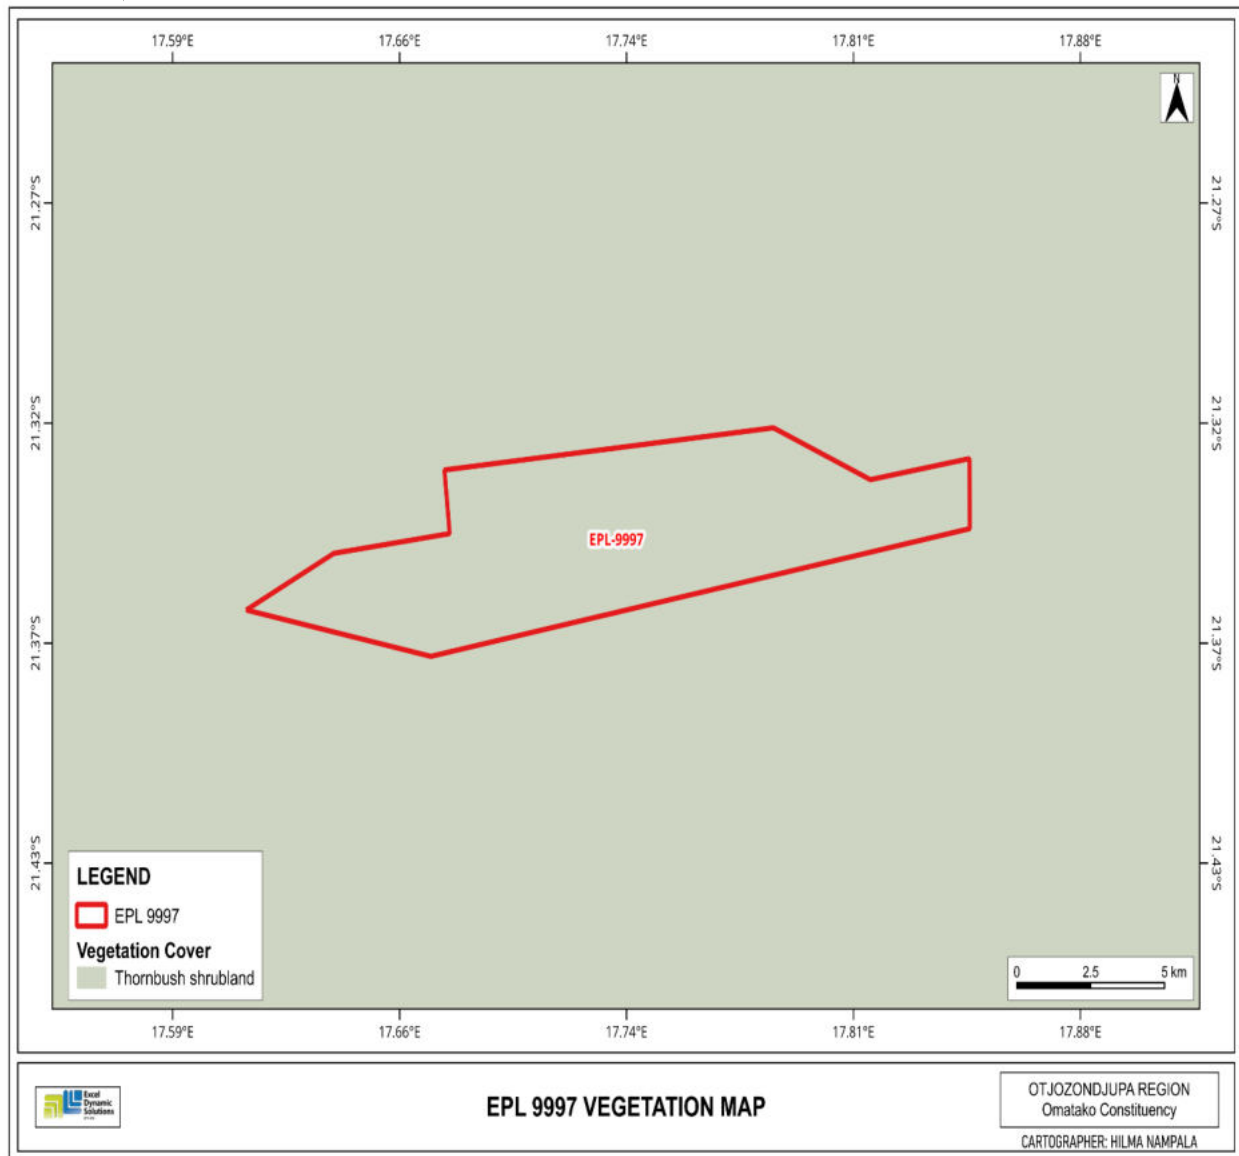 17.59°E 17.66°E 17.74°E 17.81°E 17.88°E
N
21.27°S 21.27°S
21.32°S 21.32°S
EPL-9997
21.37°S 21.37°S
21.43°S 21.43°S
LEGEND
EPL 9997
Vegetation Cover
Thornbush shrubland
0 2.5 5 km
17.59°E 17.66°E 17.74°E 17.81°E 17.88°E
Excel
Dynamic
Solutions
EPL 9997 VEGETATION MAP
OTJOZONDJUPA REGION
Omatako Constituency
CARTOGRAPHER: HILMA NAMPALA